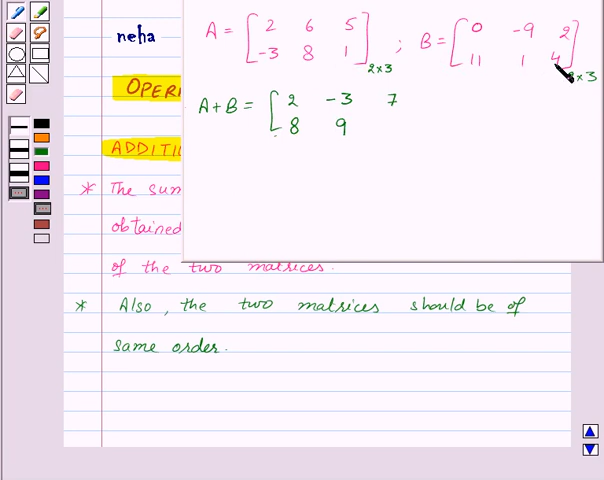 neha
A = [ 2 6 5 ; B = [ 0 -9 2 ]
-3 8 1 ] 2×3 11 1 4 ×3
OPER
A+B = [ 2 -3 7
8 9
ADDITIO
* The sum
obtained
of the two matrices.
* Also, the two matrices should be of
same order.